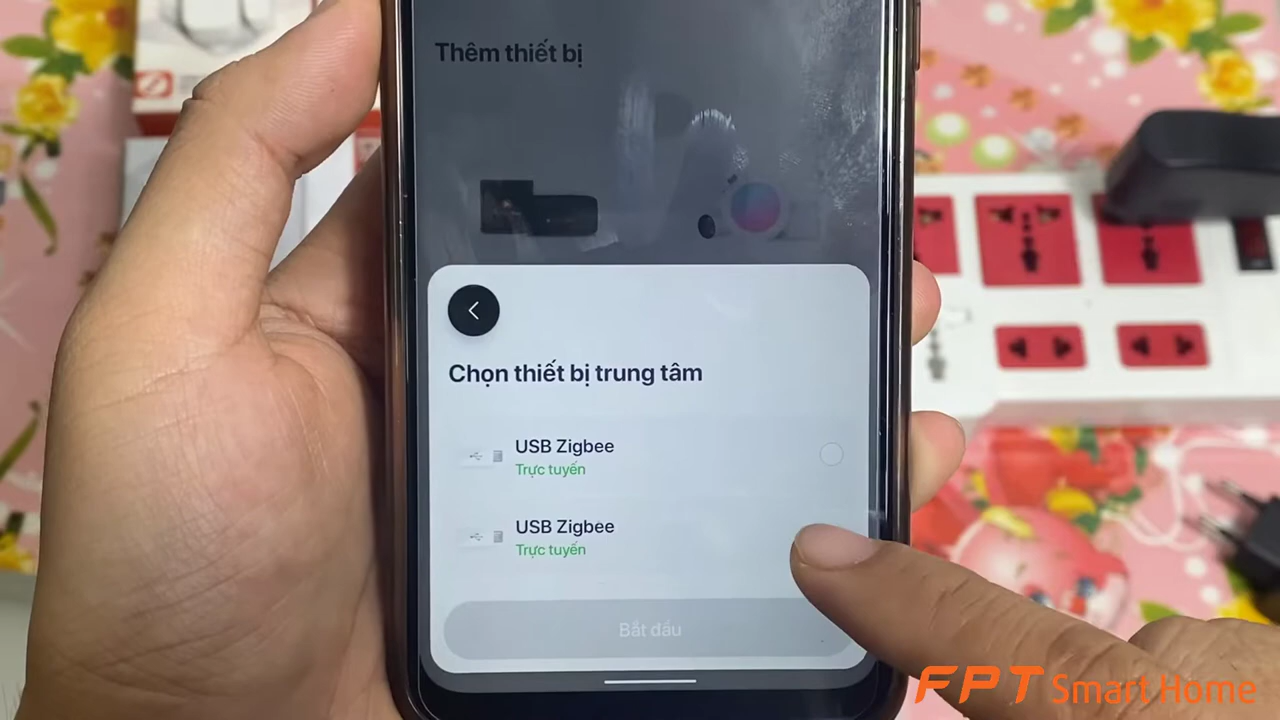 Thêm thiết bị
Chọn thiết bị trung tâm
USB Zigbee
Trực tuyến
USB Zigbee
Trực tuyến
Bắt đầu
FPT Smart Home